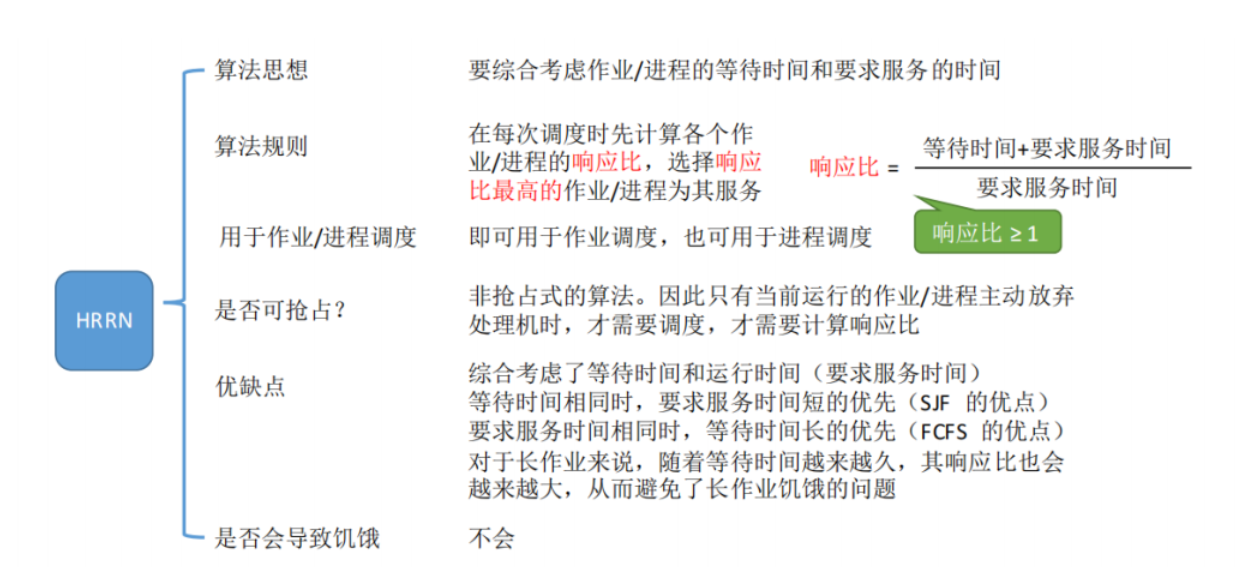 HRRN
算法思想
要综合考虑作业/进程的等待时间和要求服务的时间
算法规则
在每次调度时先计算各个作
业/进程的响应比，选择响应
比最高的作业/进程为其服务
响应比 =
等待时间+要求服务时间
要求服务时间
响应比 ≥ 1
用于作业/进程调度
即可用于作业调度，也可用于进程调度
是否可抢占？
非抢占式的算法。因此只有当前运行的作业/进程主动放弃
处理机时，才需要调度，才需要计算响应比
优缺点
综合考虑了等待时间和运行时间（要求服务时间）
等待时间相同时，要求服务时间短的优先（SJF 的优点）
要求服务时间相同时，等待时间长的优先（FCFS 的优点）
对于长作业来说，随着等待时间越来越久，其响应比也会
越来越大，从而避免了长作业饥饿的问题
是否会导致饥饿
不会